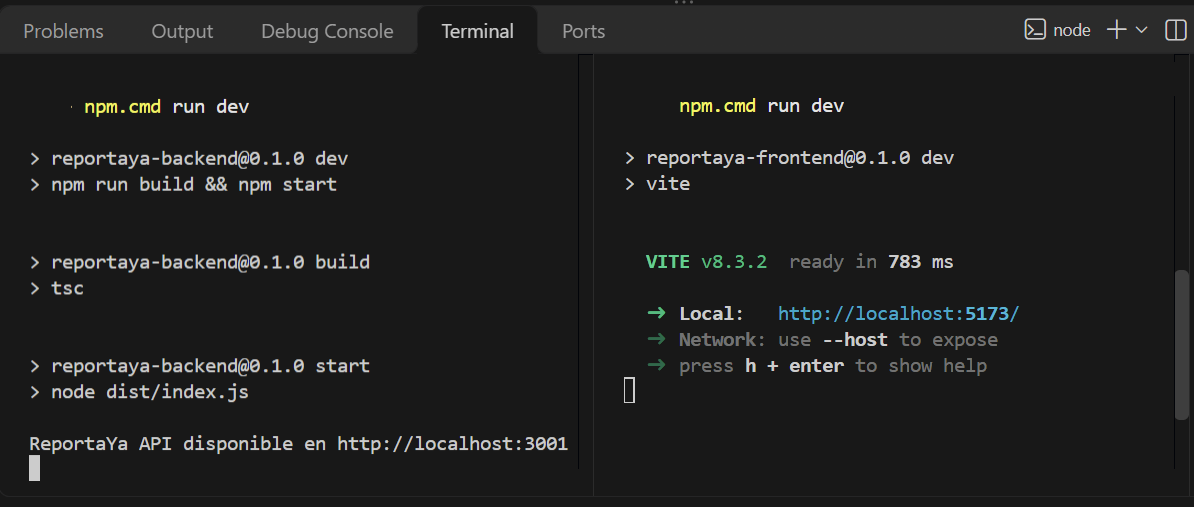 Problems Output Debug Console Terminal Ports node
npm.cmd run dev
> reportaya-backend@0.1.0 dev
> npm run build && npm start
> reportaya-backend@0.1.0 build
> tsc
> reportaya-backend@0.1.0 start
> node dist/index.js
ReportaYa API disponible en http://localhost:3001
npm.cmd run dev
> reportaya-frontend@0.1.0 dev
> vite
VITE v8.3.2 ready in 783 ms
➜ Local: http://localhost:5173/
➜ Network: use --host to expose
➜ press h + enter to show help